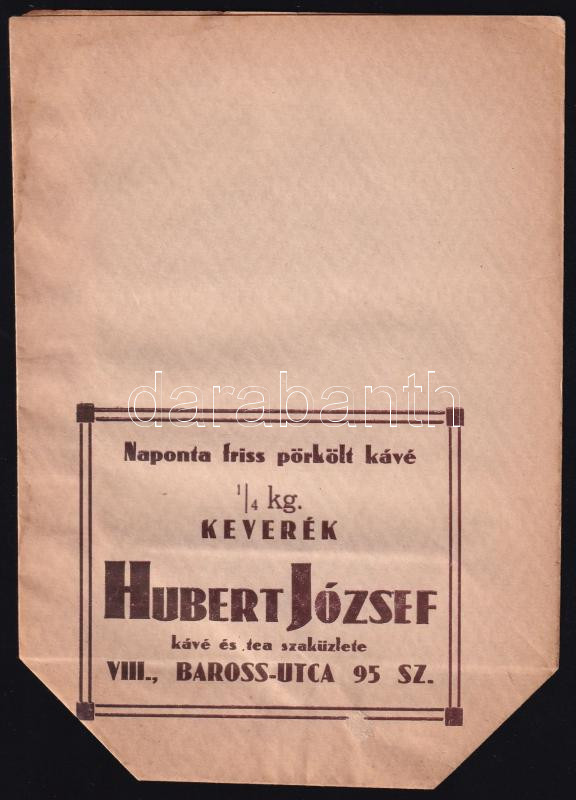 darabanth
Naponta friss pörkölt kávé
1/4 kg.
KEVERÉK
HUBERT JÓZSEF
kávé és tea szaküzlete
VIII., BAROSS-UTCA 95 SZ.